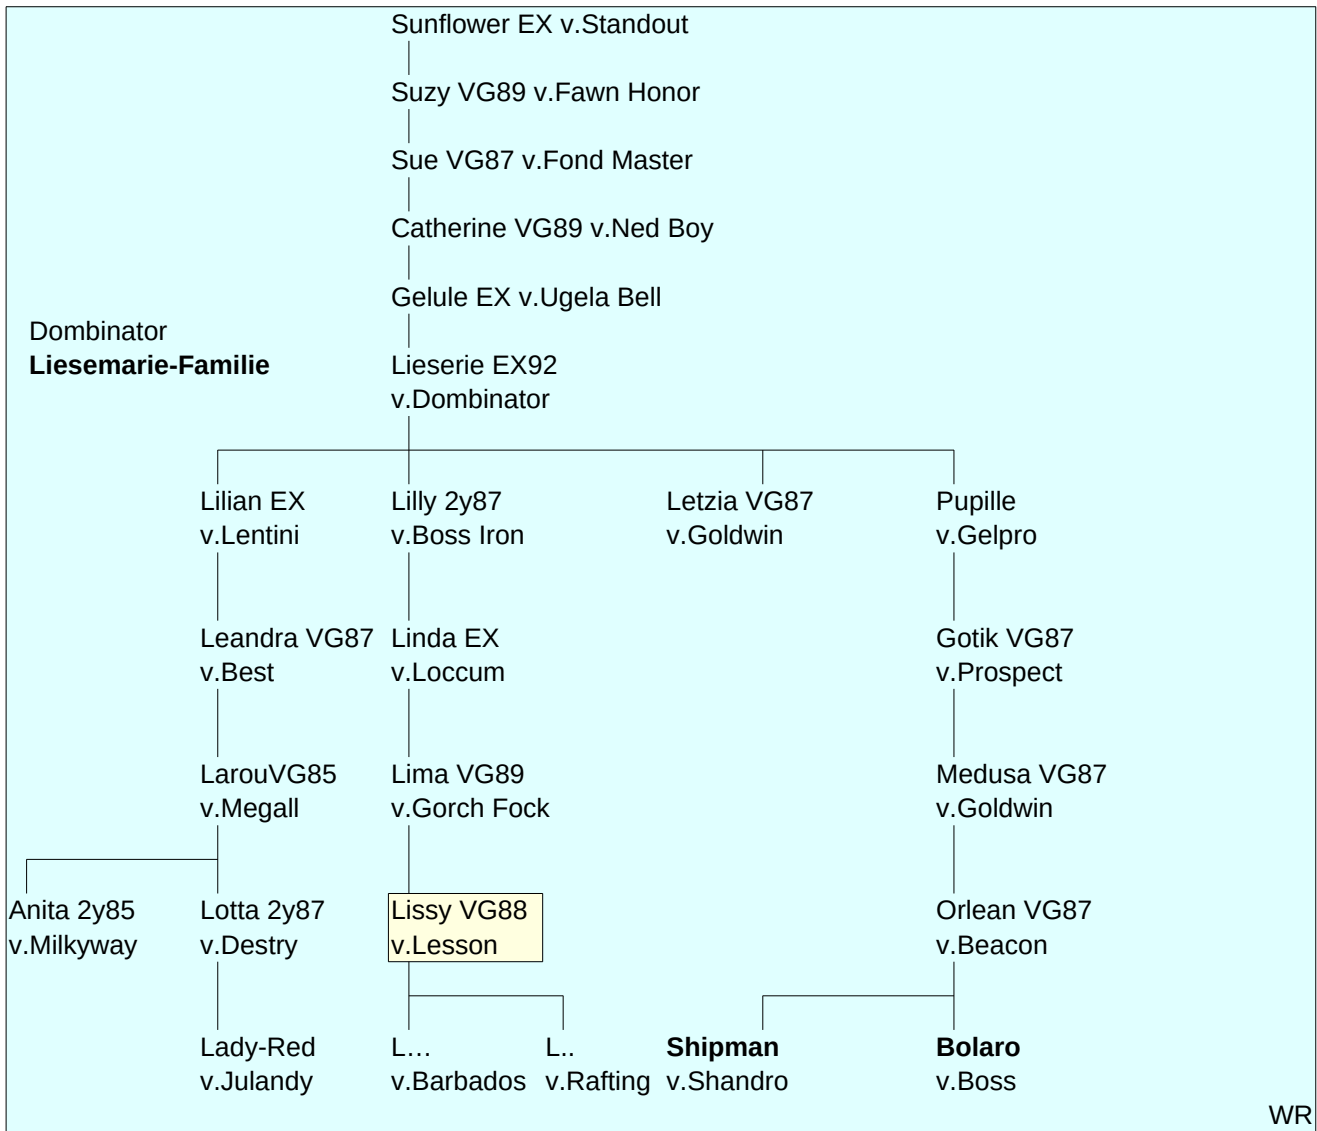 Sunflower EX v.Standout
Suzy VG89 v.Fawn Honor
Sue VG87 v.Fond Master
Catherine VG89 v.Ned Boy
Gelule EX v.Ugela Bell
Dombinator
Liesemarie-Familie
Lieserie EX92
v.Dombinator
Lilian EX
v.Lentini
Lilly 2y87
v.Boss Iron
Letzia VG87
v.Goldwin
Pupille
v.Gelpro
Leandra VG87
v.Best
Linda EX
v.Loccum
Gotik VG87
v.Prospect
LarouVG85
v.Megall
Lima VG89
v.Gorch Fock
Medusa VG87
v.Goldwin
Anita 2y85
v.Milkyway
Lotta 2y87
v.Destry
Lissy VG88
v.Lesson
Orlean VG87
v.Beacon
Lady-Red
v.Julandy
L…
v.Barbados
L..
v.Rafting
Shipman
v.Shandro
Bolaro
v.Boss
WR